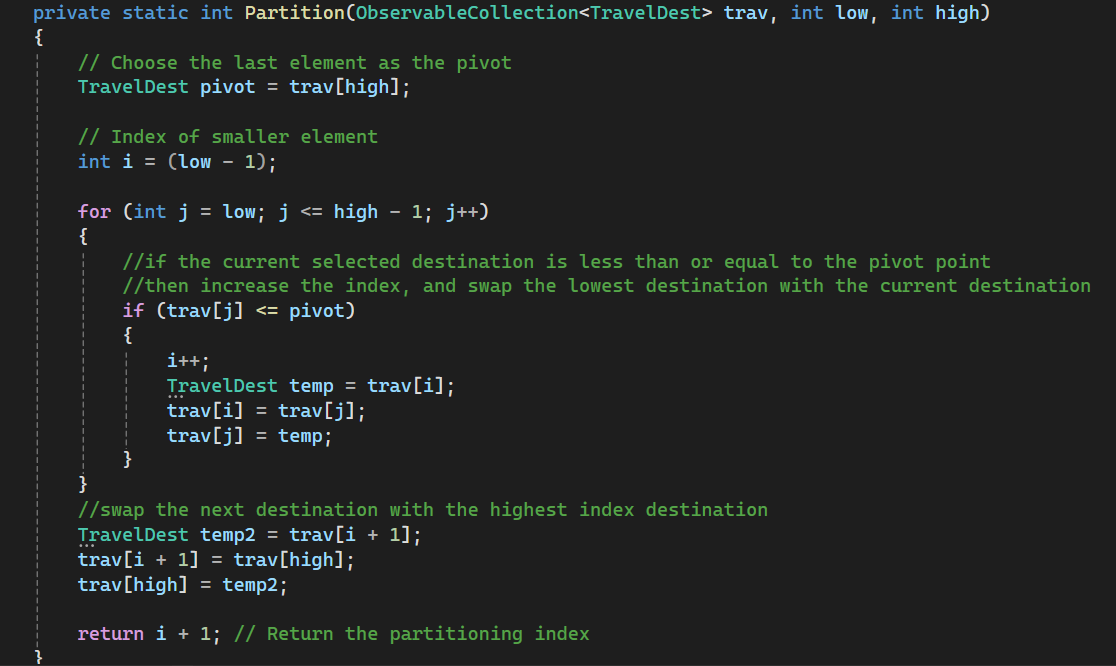 private static int Partition(ObservableCollection<TravelDest> trav, int low, int high)
{
    // Choose the last element as the pivot
    TravelDest pivot = trav[high];

    // Index of smaller element
    int i = (low - 1);

    for (int j = low; j <= high - 1; j++)
    {
        //if the current selected destination is less than or equal to the pivot point
        //then increase the index, and swap the lowest destination with the current destination
        if (trav[j] <= pivot)
        {
            i++;
            TravelDest temp = trav[i];
            trav[i] = trav[j];
            trav[j] = temp;
        }
    }
    //swap the next destination with the highest index destination
    TravelDest temp2 = trav[i + 1];
    trav[i + 1] = trav[high];
    trav[high] = temp2;

    return i + 1; // Return the partitioning index
}